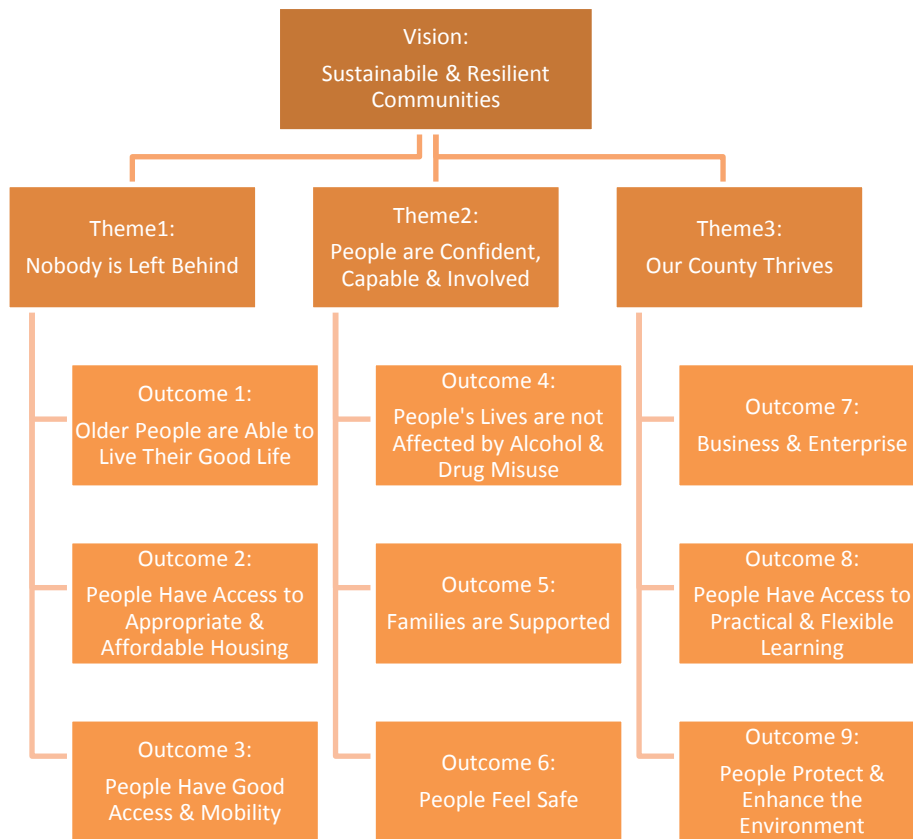 Vision:
Sustainabile & Resilient
Communities
Theme1:
Nobody is Left Behind
Theme2:
People are Confident,
Capable & Involved
Theme3:
Our County Thrives
Outcome 1:
Older People are Able to
Live Their Good Life
Outcome 2:
People Have Access to
Appropriate &
Affordable Housing
Outcome 3:
People Have Good
Access & Mobility
Outcome 4:
People's Lives are not
Affected by Alcohol &
Drug Misuse
Outcome 5:
Families are Supported
Outcome 6:
People Feel Safe
Outcome 7:
Business & Enterprise
Outcome 8:
People Have Access to
Practical & Flexible
Learning
Outcome 9:
People Protect &
Enhance the
Environment